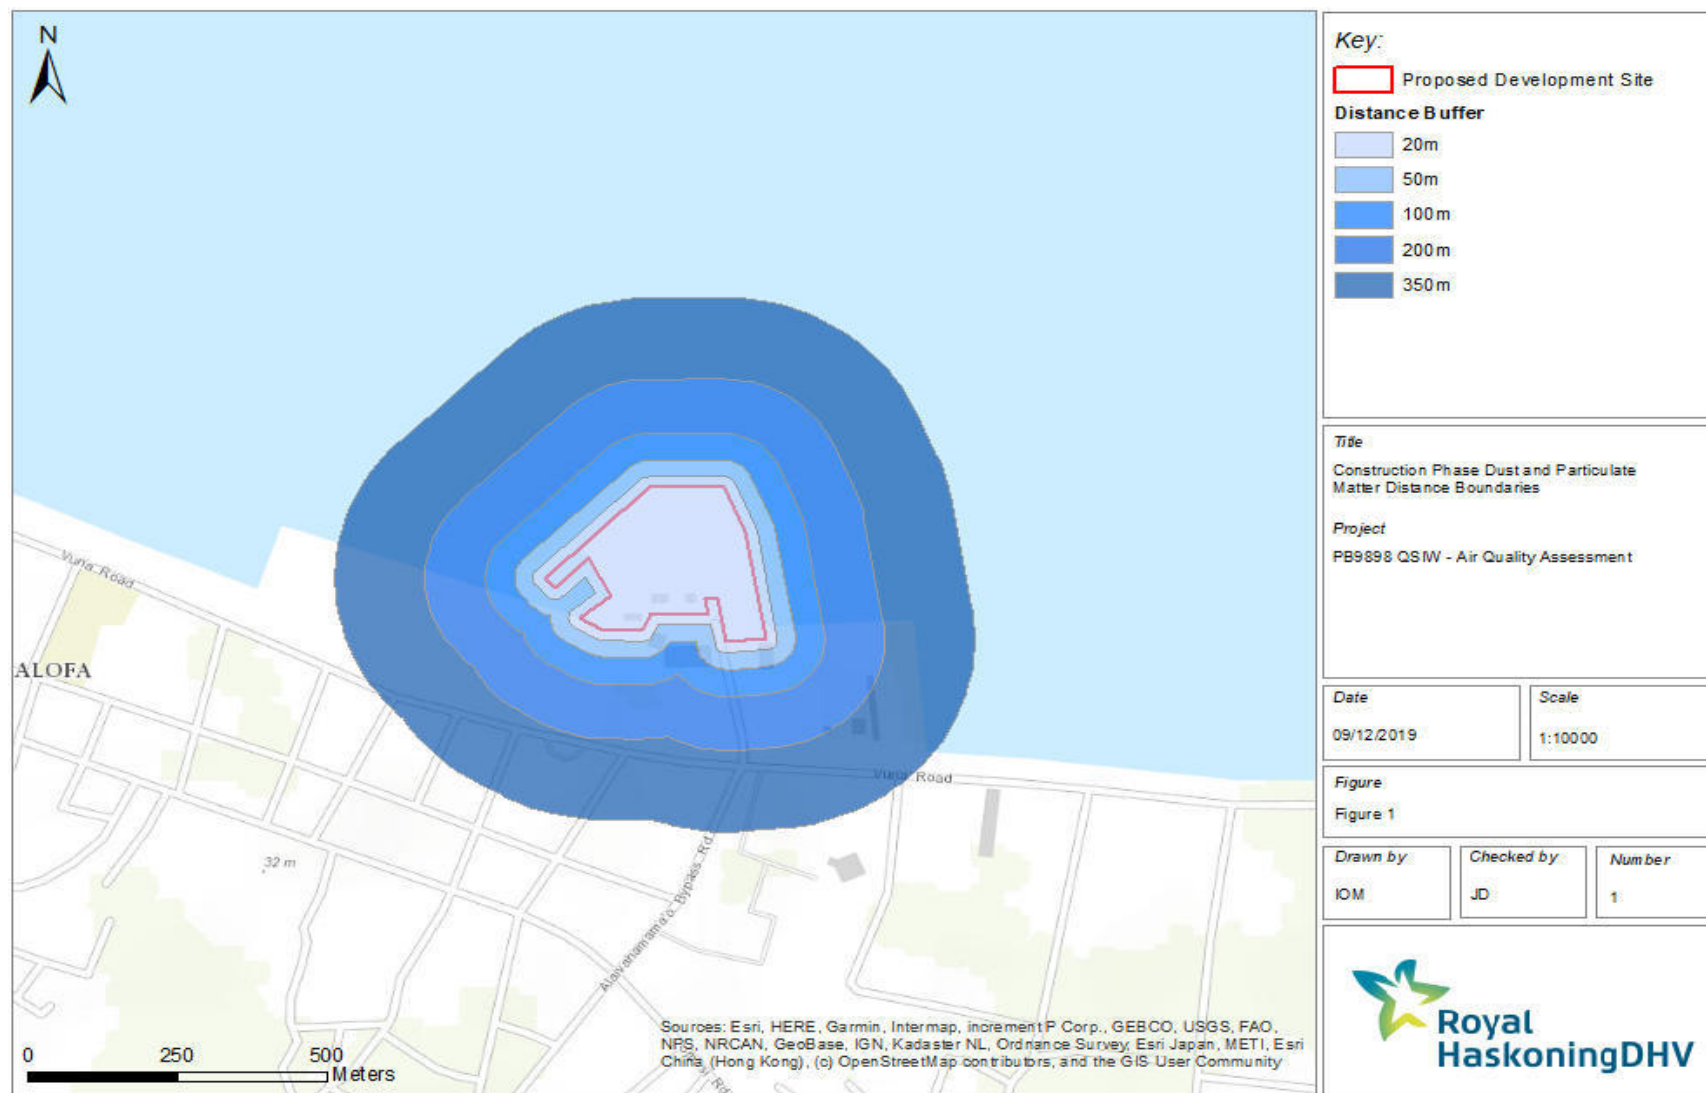 N
Vuna Road
ALOFA
32 m
Vuna Road
Alaivanamama'o Bypass Rd
0 250 500
Meters
Sources: Esri, HERE, Garmin, Intermap, increment P Corp., GEBCO, USGS, FAO,
NPS, NRCAN, GeoBase, IGN, Kadaster NL, Ordnance Survey, Esri Japan, METI, Esri
China (Hong Kong), (c) OpenStreetMap contributors, and the GIS User Community
Key:
Proposed Development Site
Distance Buffer
20m
50m
100m
200m
350m
Title
Construction Phase Dust and Particulate
Matter Distance Boundaries
Project
PB9898 QSIW - Air Quality Assessment
Date
09/12/2019
Scale
1:10000
Figure
Figure 1
Drawn by
IOM
Checked by
JD
Number
1
Royal
HaskoningDHV